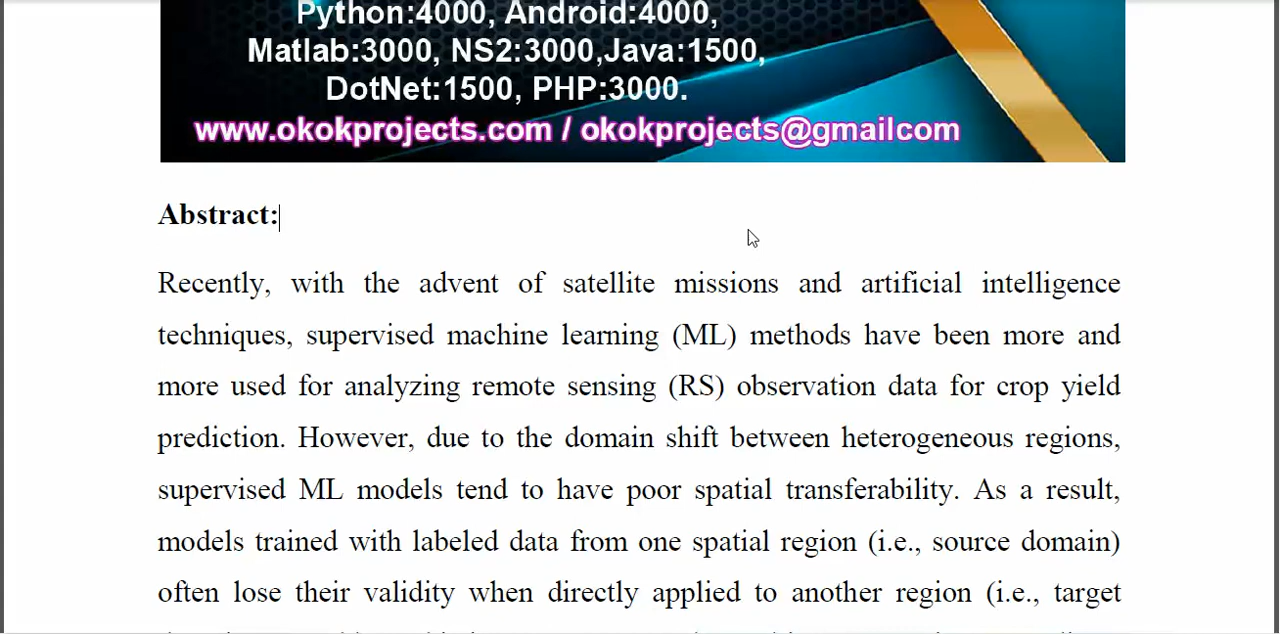 Python:4000, Android:4000,
Matlab:3000, NS2:3000,Java:1500,
DotNet:1500, PHP:3000.
www.okokprojects.com / okokprojects@gmailcom
Abstract:
Recently, with the advent of satellite missions and artificial intelligence
techniques, supervised machine learning (ML) methods have been more and
more used for analyzing remote sensing (RS) observation data for crop yield
prediction. However, due to the domain shift between heterogeneous regions,
supervised ML models tend to have poor spatial transferability. As a result,
models trained with labeled data from one spatial region (i.e., source domain)
often lose their validity when directly applied to another region (i.e., target